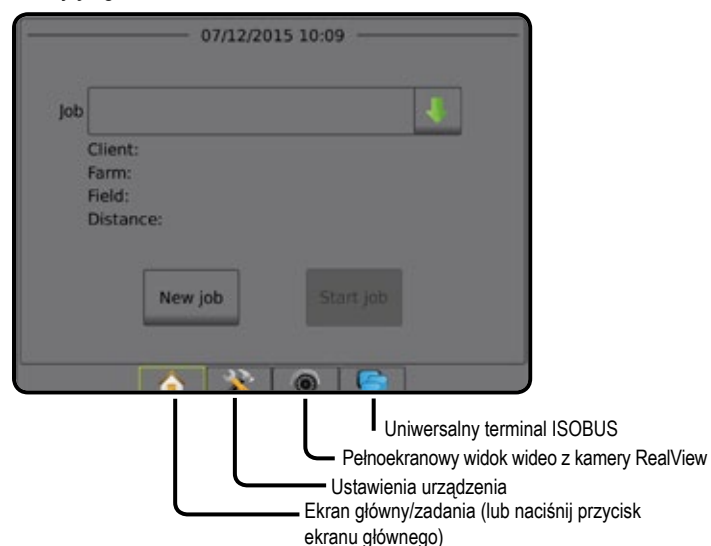 07/12/2015 10:09
Job
Client:
Farm:
Field:
Distance:
New job
Start job
Uniwersalny terminal ISOBUS
Pełnoekranowy widok wideo z kamery RealView
Ustawienia urządzenia
Ekran główny/zadania (lub naciśnij przycisk
ekranu głównego)